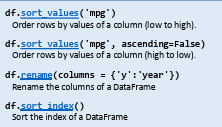 df.sort_values('mpg')
Order rows by values of a column (low to high).
df.sort_values('mpg', ascending=False)
Order rows by values of a column (high to low).
df.rename(columns = {'y':'year'})
Rename the columns of a DataFrame
df.sort_index()
Sort the index of a DataFrame